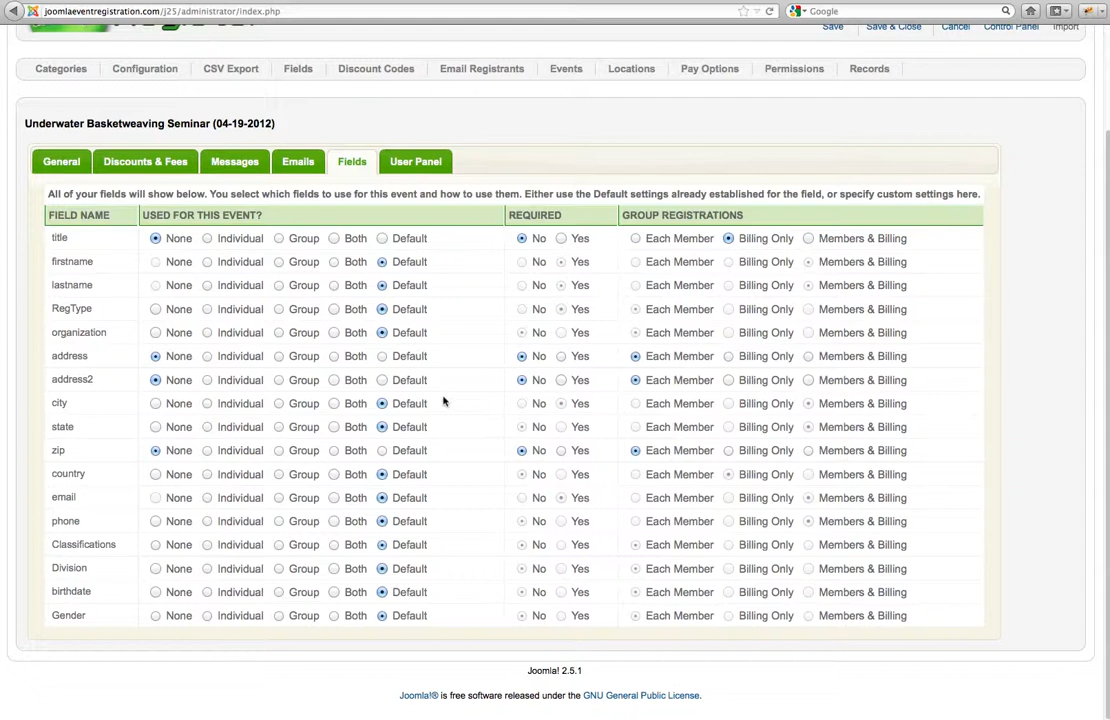 joomlaeventregistration.com/j25/administrator/index.php Google
Save Save & Close Cancel Control Panel Import
Categories Configuration CSV Export Fields Discount Codes Email Registrants Events Locations Pay Options Permissions Records
Underwater Basketweaving Seminar (04-19-2012)
General Discounts & Fees Messages Emails Fields User Panel
All of your fields will show below. You select which fields to use for this event and how to use them. Either use the Default settings already established for the field, or specify custom settings here.
FIELD NAME USED FOR THIS EVENT? REQUIRED GROUP REGISTRATIONS
title None Individual Group Both Default No Yes Each Member Billing Only Members & Billing
firstname None Individual Group Both Default No Yes Each Member Billing Only Members & Billing
lastname None Individual Group Both Default No Yes Each Member Billing Only Members & Billing
RegType None Individual Group Both Default No Yes Each Member Billing Only Members & Billing
organization None Individual Group Both Default No Yes Each Member Billing Only Members & Billing
address None Individual Group Both Default No Yes Each Member Billing Only Members & Billing
address2 None Individual Group Both Default No Yes Each Member Billing Only Members & Billing
city None Individual Group Both Default No Yes Each Member Billing Only Members & Billing
state None Individual Group Both Default No Yes Each Member Billing Only Members & Billing
zip None Individual Group Both Default No Yes Each Member Billing Only Members & Billing
country None Individual Group Both Default No Yes Each Member Billing Only Members & Billing
email None Individual Group Both Default No Yes Each Member Billing Only Members & Billing
phone None Individual Group Both Default No Yes Each Member Billing Only Members & Billing
Classifications None Individual Group Both Default No Yes Each Member Billing Only Members & Billing
Division None Individual Group Both Default No Yes Each Member Billing Only Members & Billing
birthdate None Individual Group Both Default No Yes Each Member Billing Only Members & Billing
Gender None Individual Group Both Default No Yes Each Member Billing Only Members & Billing
Joomla! 2.5.1
Joomla!® is free software released under the GNU General Public License.